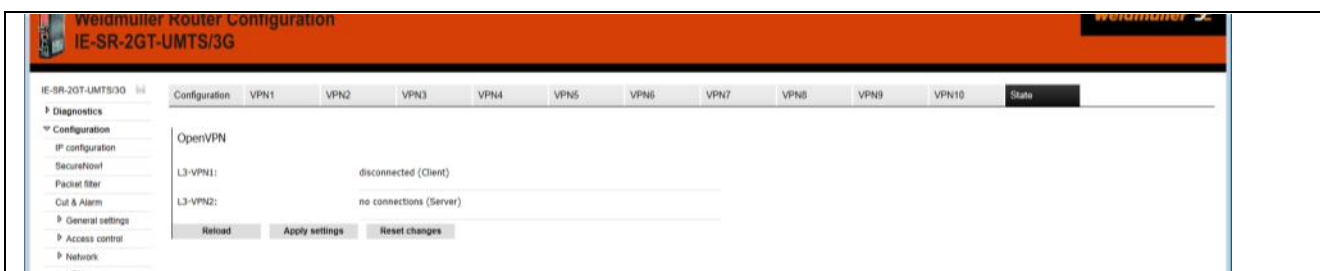 Weidmüller Router Configuration
IE-SR-2GT-UMTS/3G
Weidmüller
IE-SR-2GT-UMTS/3G
Configuration VPN1 VPN2 VPN3 VPN4 VPN5 VPN6 VPN7 VPN8 VPN9 VPN10 State
Diagnostics
Configuration
IP configuration
SecureNow!
Packet filter
Cut & Alarm
General settings
Access control
Network
OpenVPN
L3-VPN1: disconnected (Client)
L3-VPN2: no connections (Server)
Reload Apply settings Reset changes